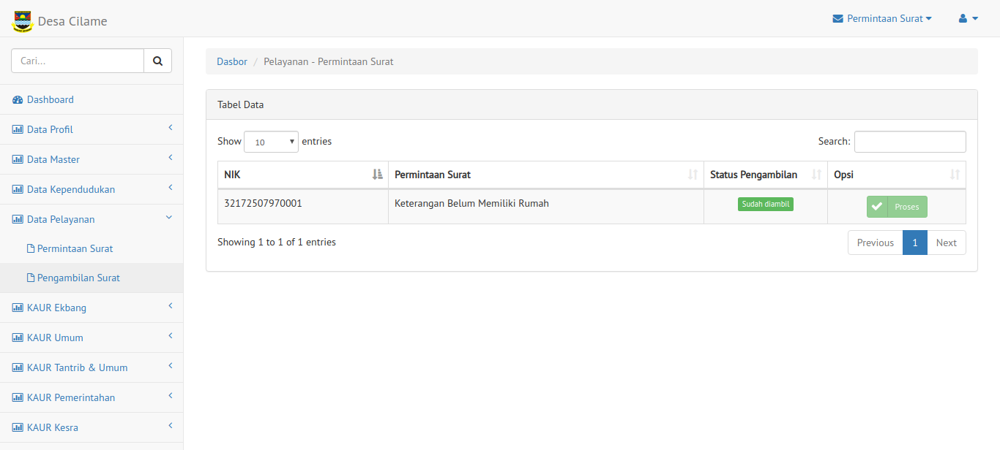 Desa Cilame
Permintaan Surat
Cari...
Dashboard
Data Profil
Data Master
Data Kependudukan
Data Pelayanan
Permintaan Surat
Pengambilan Surat
KAUR Ekbang
KAUR Umum
KAUR Tantrib & Umum
KAUR Pemerintahan
KAUR Kesra
Dasbor / Pelayanan - Permintaan Surat
Tabel Data
Show 10 entries
Search:
NIK Permintaan Surat Status Pengambilan Opsi
32172507970001 Keterangan Belum Memiliki Rumah Sudah diambil Proses
Showing 1 to 1 of 1 entries
Previous 1 Next